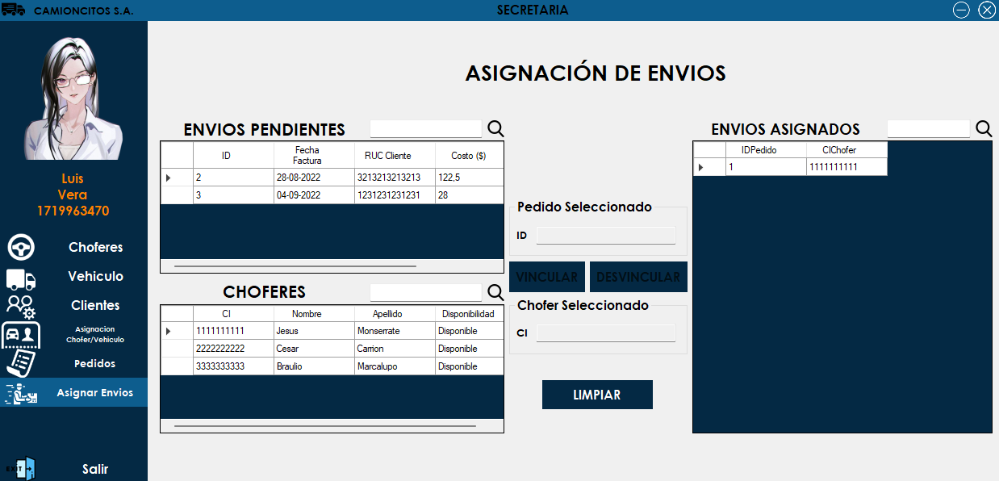 CAMIONCITOS S.A.
SECRETARIA
Luis
Vera
1719963470
Choferes
Vehiculo
Clientes
Asignacion
Chofer/Vehiculo
Pedidos
Asignar Envios
EXIT
Salir
ASIGNACIÓN DE ENVIOS
ENVIOS PENDIENTES
ID Fecha Factura RUC Cliente Costo ($)
2 28-08-2022 3213213213213 122,5
3 04-09-2022 1231231231231 28
CHOFERES
CI Nombre Apellido Disponibilidad
1111111111 Jesus Monserrate Disponible
2222222222 Cesar Carrion Disponible
3333333333 Braulio Marcalupo Disponible
Pedido Seleccionado
ID
VINCULAR DESVINCULAR
Chofer Seleccionado
CI
LIMPIAR
ENVIOS ASIGNADOS
IDPedido CIChofer
1 1111111111